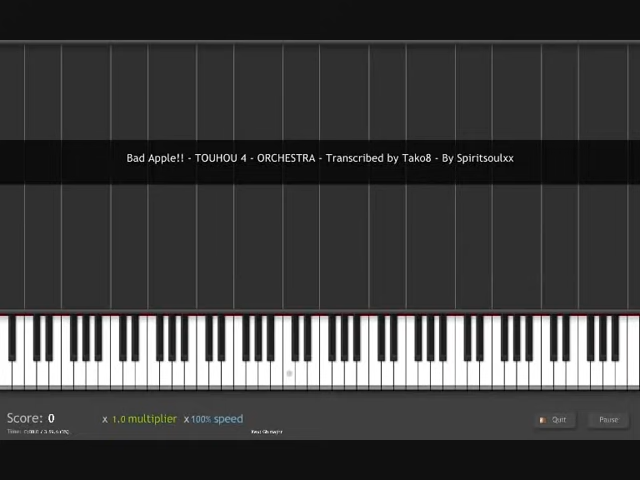 Bad Apple!! - TOUHOU 4 - ORCHESTRA - Transcribed by Tako8 - By Spiritsoulxx
Score: 0 x 1.0 multiplier x 100% speed Quit Pause